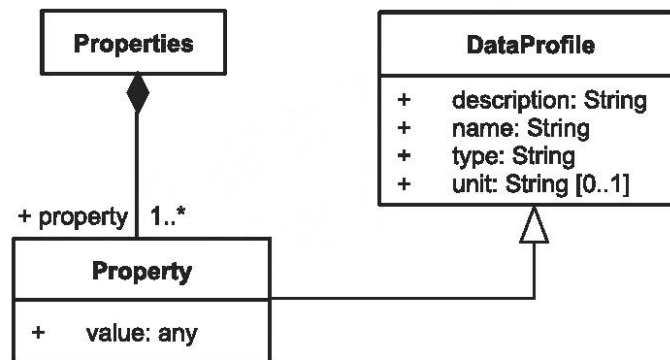 Properties
DataProfile
+ description: String
+ name: String
+ type: String
+ unit: String [0..1]
+ property 1..*
Property
+ value: any